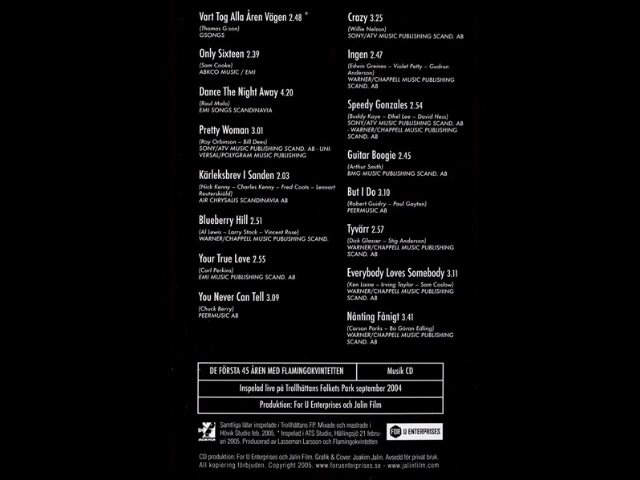 Vart Tog Alla Åren Vägen 2.48 *
(Thomas G:son)
GSONGS
Only Sixteen 2.39
(Sam Cooke)
ABKCO MUSIC / EMI
Dance The Night Away 4.20
(Raul Malo)
EMI SONGS SCANDINAVIA
Pretty Woman 3.01
(Roy Orbinson - Bill Dees)
SONY/ATV MUSIC PUBLISHING SCAND. AB - UNI-
VERSAL/POLYGRAM MUSIC PUBLISHING
Kärleksbrev I Sanden 2.03
(Nick Kenny - Charles Kenny - Fred Coots - Lennart
Reuterskiöld)
AIR CHRYSALIS SCANDINAVIA AB
Blueberry Hill 2.51
(Al Lewis - Larry Stock - Vincent Rose)
WARNER/CHAPPELL MUSIC PUBLISHING SCAND.
Your True Love 2.55
(Carl Perkins)
EMI MUSIC PUBLISHING SCAND. AB
You Never Can Tell 3.09
(Chuck Berry)
PEERMUSIC AB
Crazy 3.25
(Willie Nelson)
SONY/ATV MUSIC PUBLISHING SCAND. AB
Ingen 2.47
(Edwin Greines - Violet Petty - Gudrun
Anderson)
WARNER/CHAPPELL MUSIC PUBLISHING
SCAND. AB
Speedy Gonzales 2.54
(Buddy Kaye - Ethel Lee - David Hess)
SONY/ATV MUSIC PUBLISHING SCAND. AB
- WARNER/CHAPPELL MUSIC PUBLISHING
SCAND. AB
Guitar Boogie 2.45
(Arthur Smith)
BMG MUSIC PUBLISHING SCAND. AB
But I Do 3.10
(Robert Guidry - Paul Gayten)
PEERMUSIC AB
Tyvärr 2.57
(Dick Glasser - Stig Anderson)
WARNER/CHAPPELL MUSIC PUBLISHING
SCAND. AB
Everybody Loves Somebody 3.11
(Ken Laine - Irving Taylor - Sam Coslow)
WARNER/CHAPPELL MUSIC PUBLISHING
SCAND. AB
Nånting Fånigt 3.41
(Carson Parks - Bo Göran Edling)
WARNER/CHAPPELL MUSIC PUBLISHING
SCAND. AB
DE FÖRSTA 45 ÅREN MED FLAMINGOKVINTETTEN Musik CD
Inspelad live på Trollhättans Folkets Park september 2004
Produktion: For U Enterprises och Jalin Film
Samtliga låtar inspelade i Trollhättans FP. Mixade och mastrade i
Hövik Studio feb. 2005. * Inspelad i ATS Studio, Hällingsjö 21 febru-
ari 2005. Producerad av Lasseman Larsson och Flamingokvintetten
FOR U ENTERPRISES
CD produktion: For U Enterprises och Jalin Film. Grafik & Cover: Joakim Jalin. Avsedd för privat bruk.
All kopiering förbjuden. Copyright 2005. www.foruenterprises.se - www.jalinfilm.com